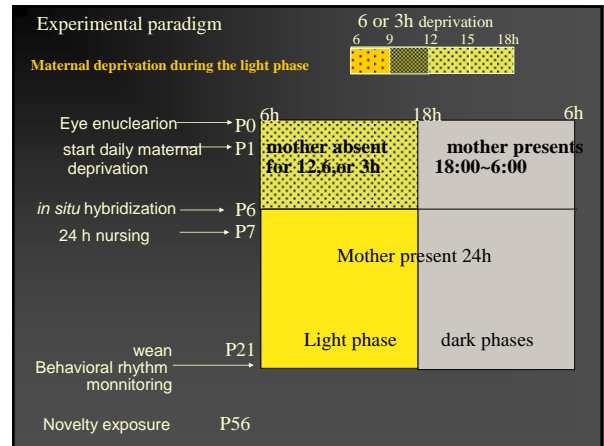 Experimental paradigm
6 or 3h deprivation
6 9 12 15 18h
Maternal deprivation during the light phase
6h 18h 6h
Eye enuclearion P0
start daily maternal P1
deprivation
mother absent
for 12,6,or 3h
mother presents
18:00~6:00
in situ hybridization P6
24 h nursing P7
Mother present 24h
Light phase dark phases
wean P21
Behavioral rhythm
monnitoring
Novelty exposure P56